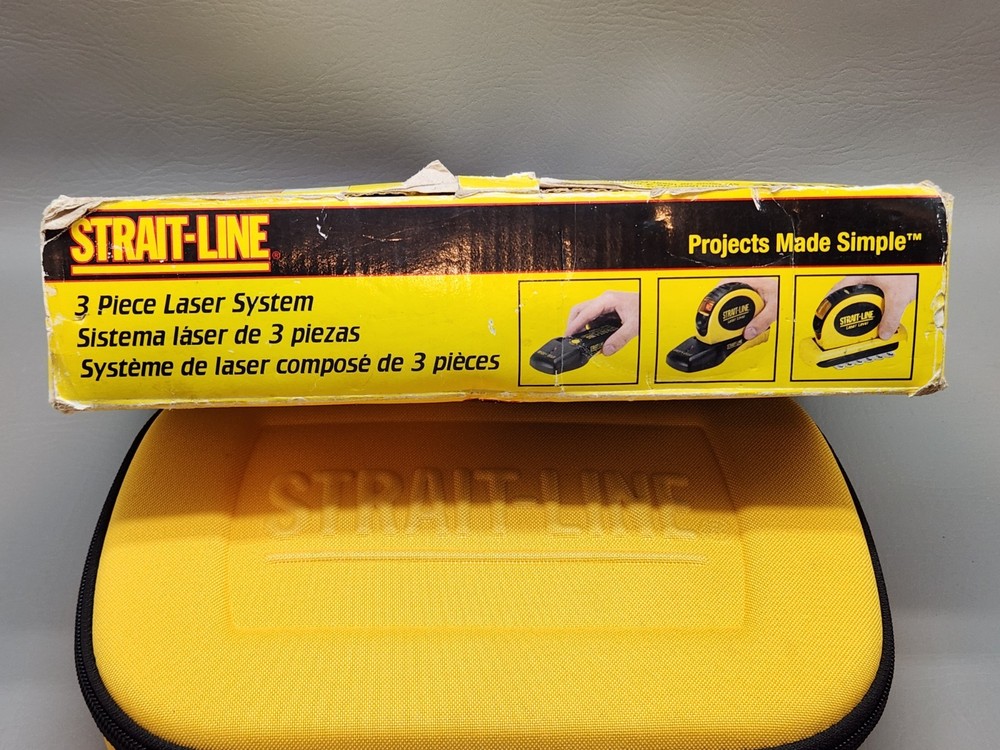 STRAIT-LINE®
Projects Made Simple™
3 Piece Laser System
Sistema láser de 3 piezas
Système de laser composé de 3 pièces
STRAIT-LINE
STRAIT-LINE
STRAIT-LINE®